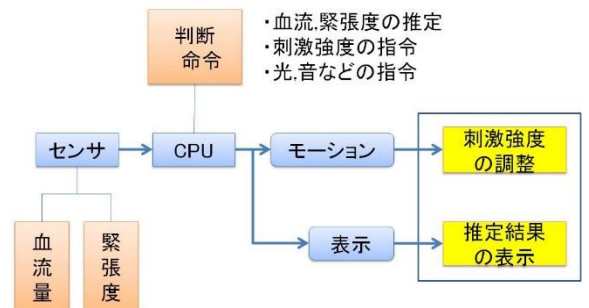 判断
命令
・血流,緊張度の推定
・刺激強度の指令
・光,音などの指令
センサ
CPU
モーション
刺激強度
の調整
血流量
緊張度
表示
推定結果
の表示